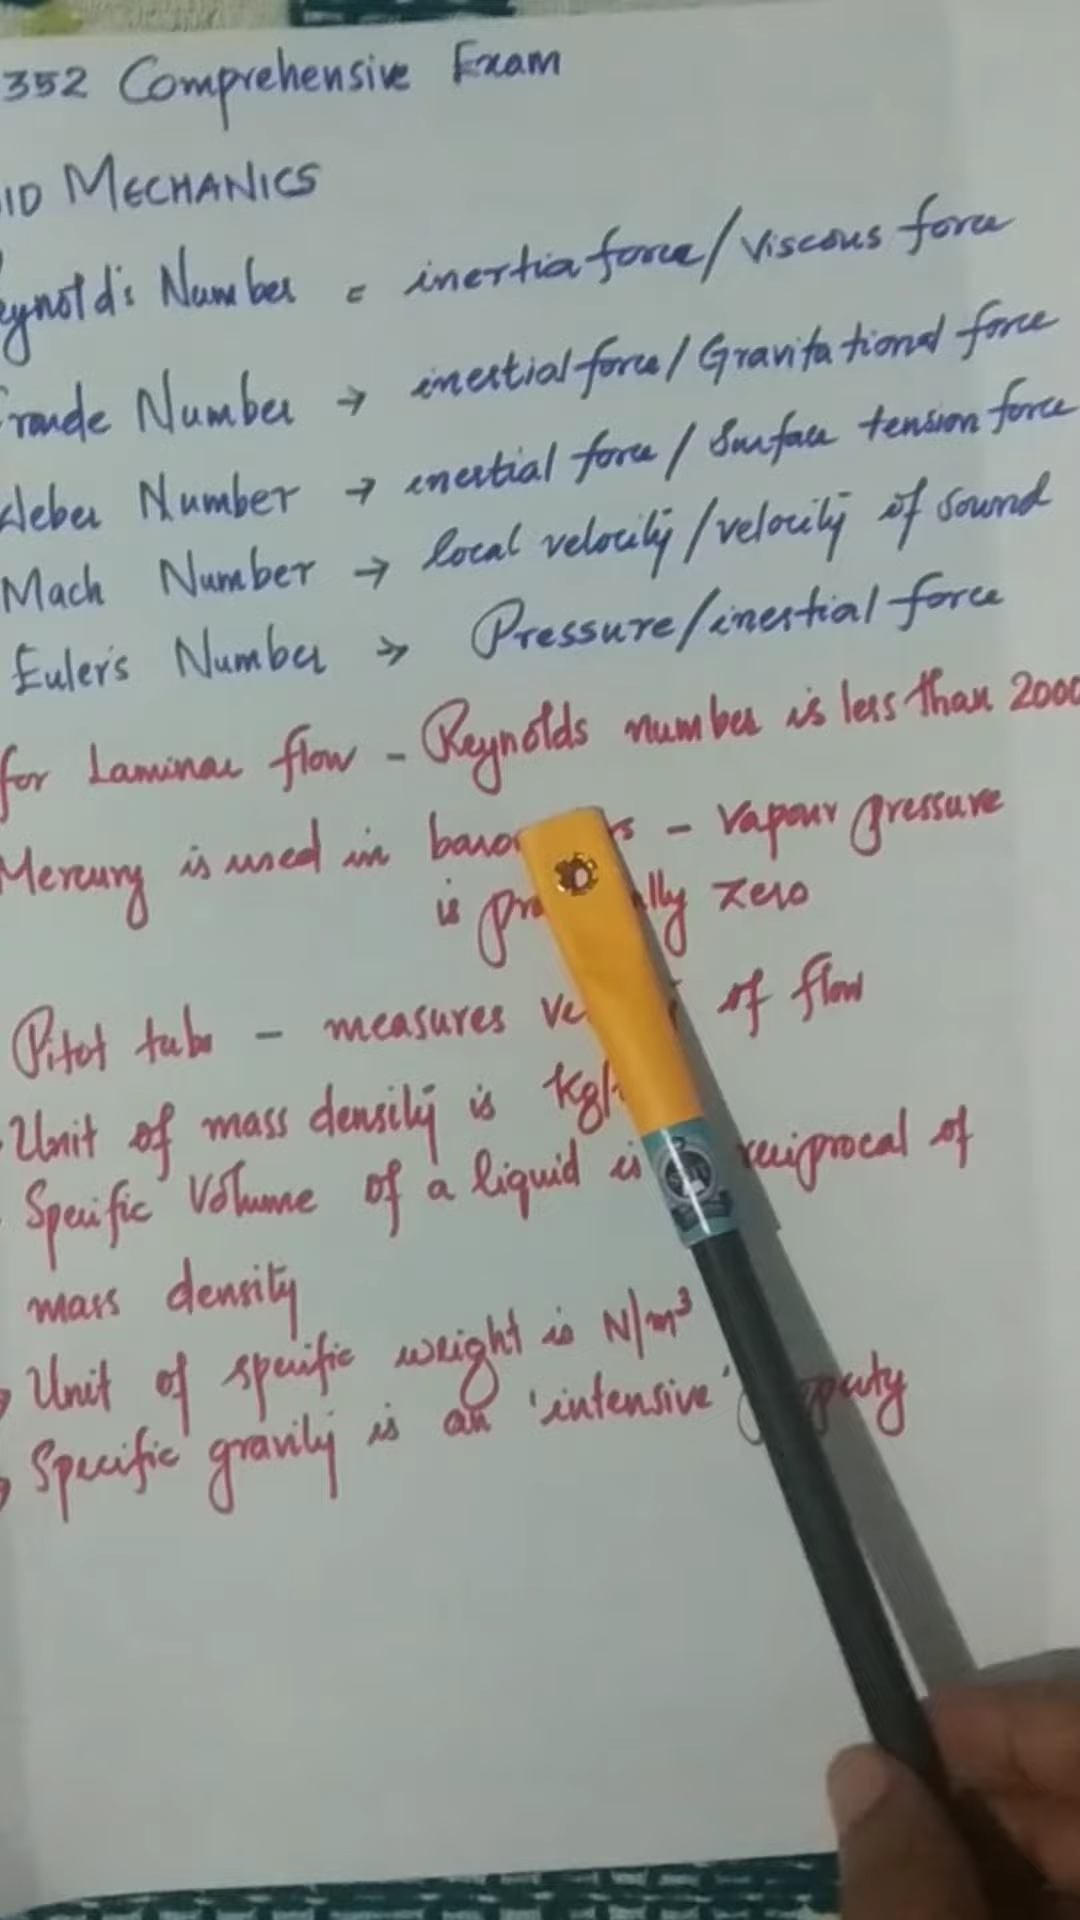 352 Comprehensive Exam
ID MECHANICS
eynold's Number = inertia force/Viscous force
roude Number → inertial force/Gravitational force
Weber Number → inertial force/Surface tension force
Mach Number → local velocity/velocity of sound
Euler's Number → Pressure/inertial force
for Laminar flow - Reynolds number is less than 2000
Mercury is used in - Vapour pressure
is zero
Pitot tube - measures of flow
Unit of mass density is Kg/
Specific Volume of a liquid is reciprocal of
mass density
Unit of specific weight is N/m³
Specific gravity is an 'intensive'